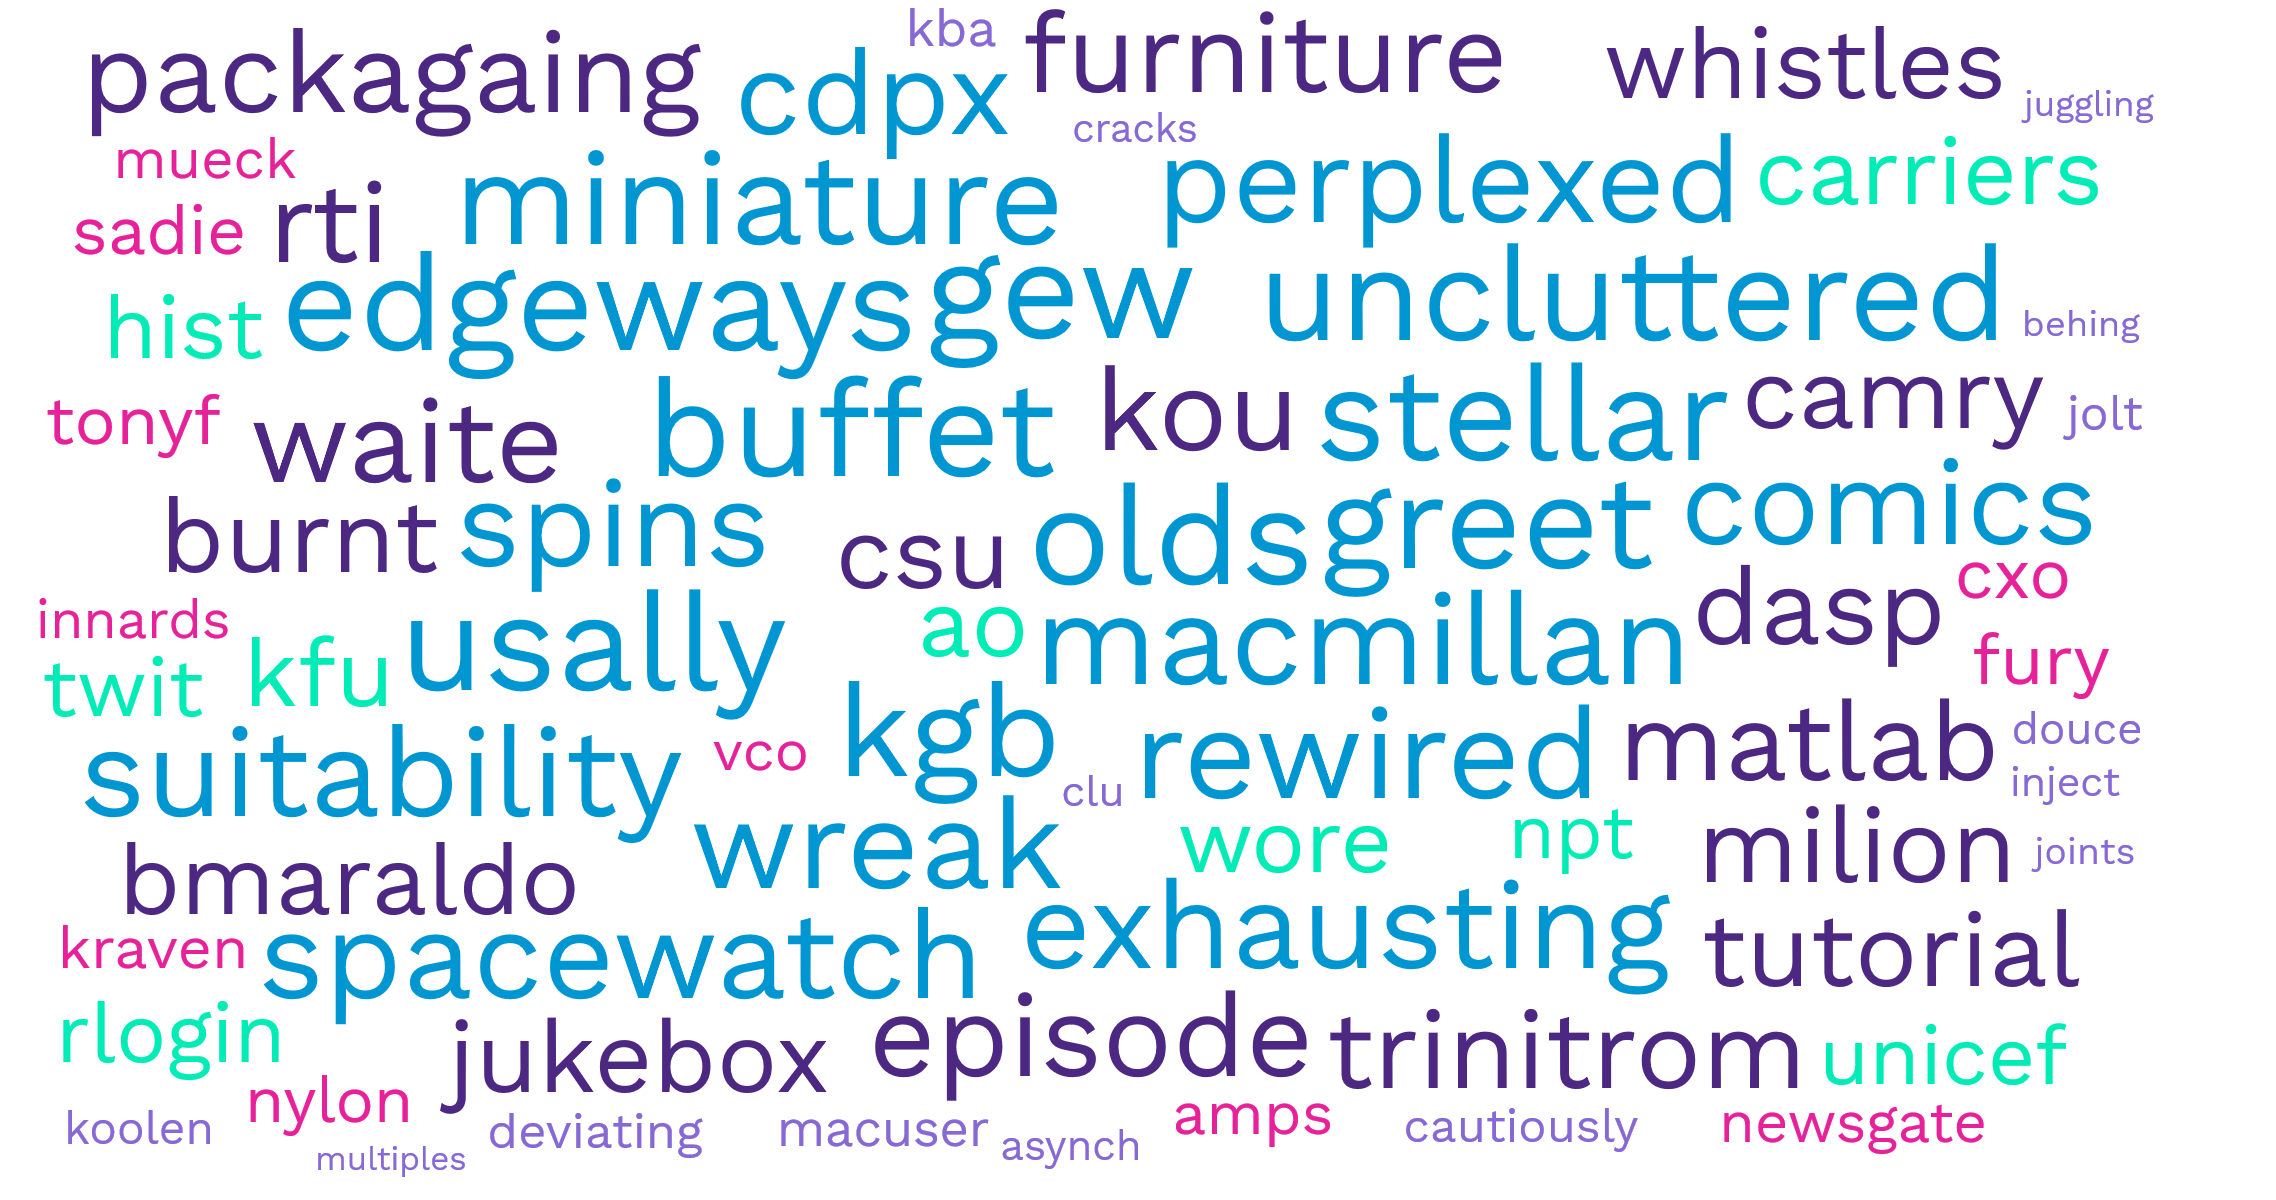 kba furniture
packagaing cdpx whistles
juggling
cracks
mueck miniature perplexed carriers
sadie rti
edgeways gew uncluttered
hist behing
tonyf waite buffet kou stellar camry jolt
burnt spins csu olds greet comics
innards usally ao macmillan dasp cxo
twit kfu fury
suitability vco kgb rewired matlab douce
clu inject
bmaraldo wreak wore npt milion joints
kraven spacewatch exhausting tutorial
rlogin jukebox episode trinitrom unicef
nylon amps newsgate
koolen deviating macuser asynch cautiously
multiples